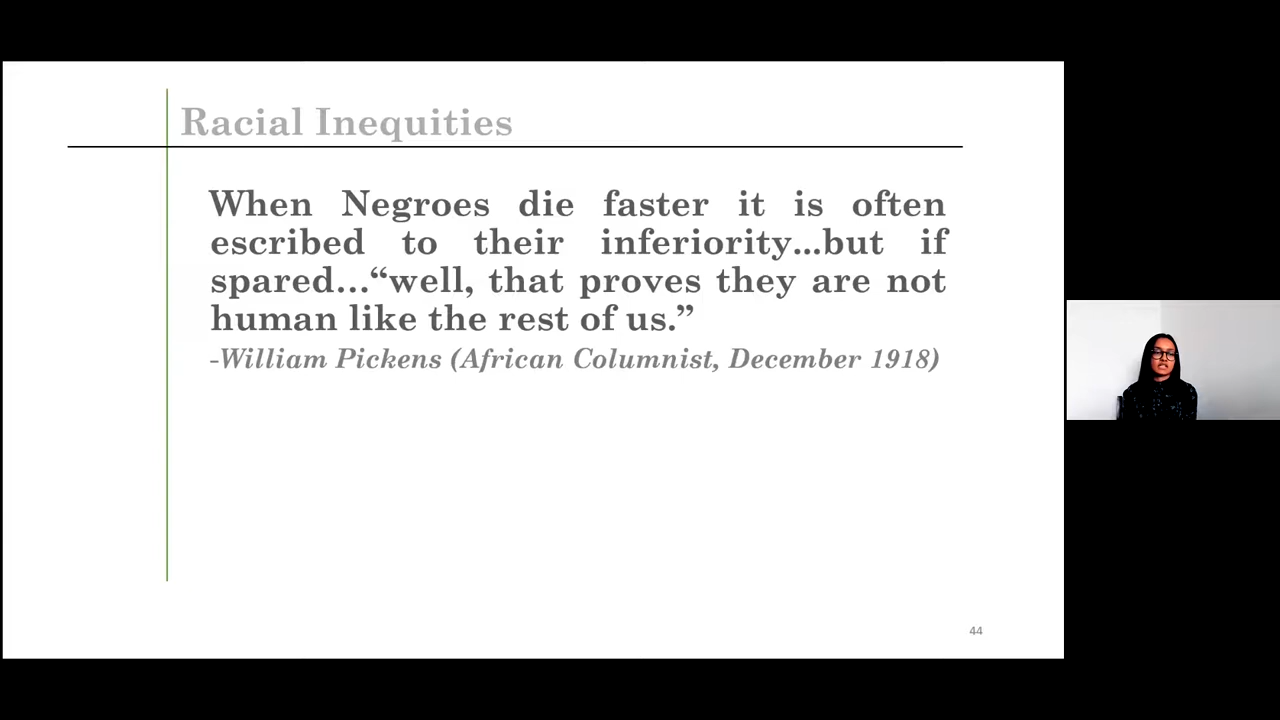 Racial Inequities
When Negroes die faster it is often
escribed to their inferiority...but if
spared…“well, that proves they are not
human like the rest of us.”
-William Pickens (African Columnist, December 1918)
44